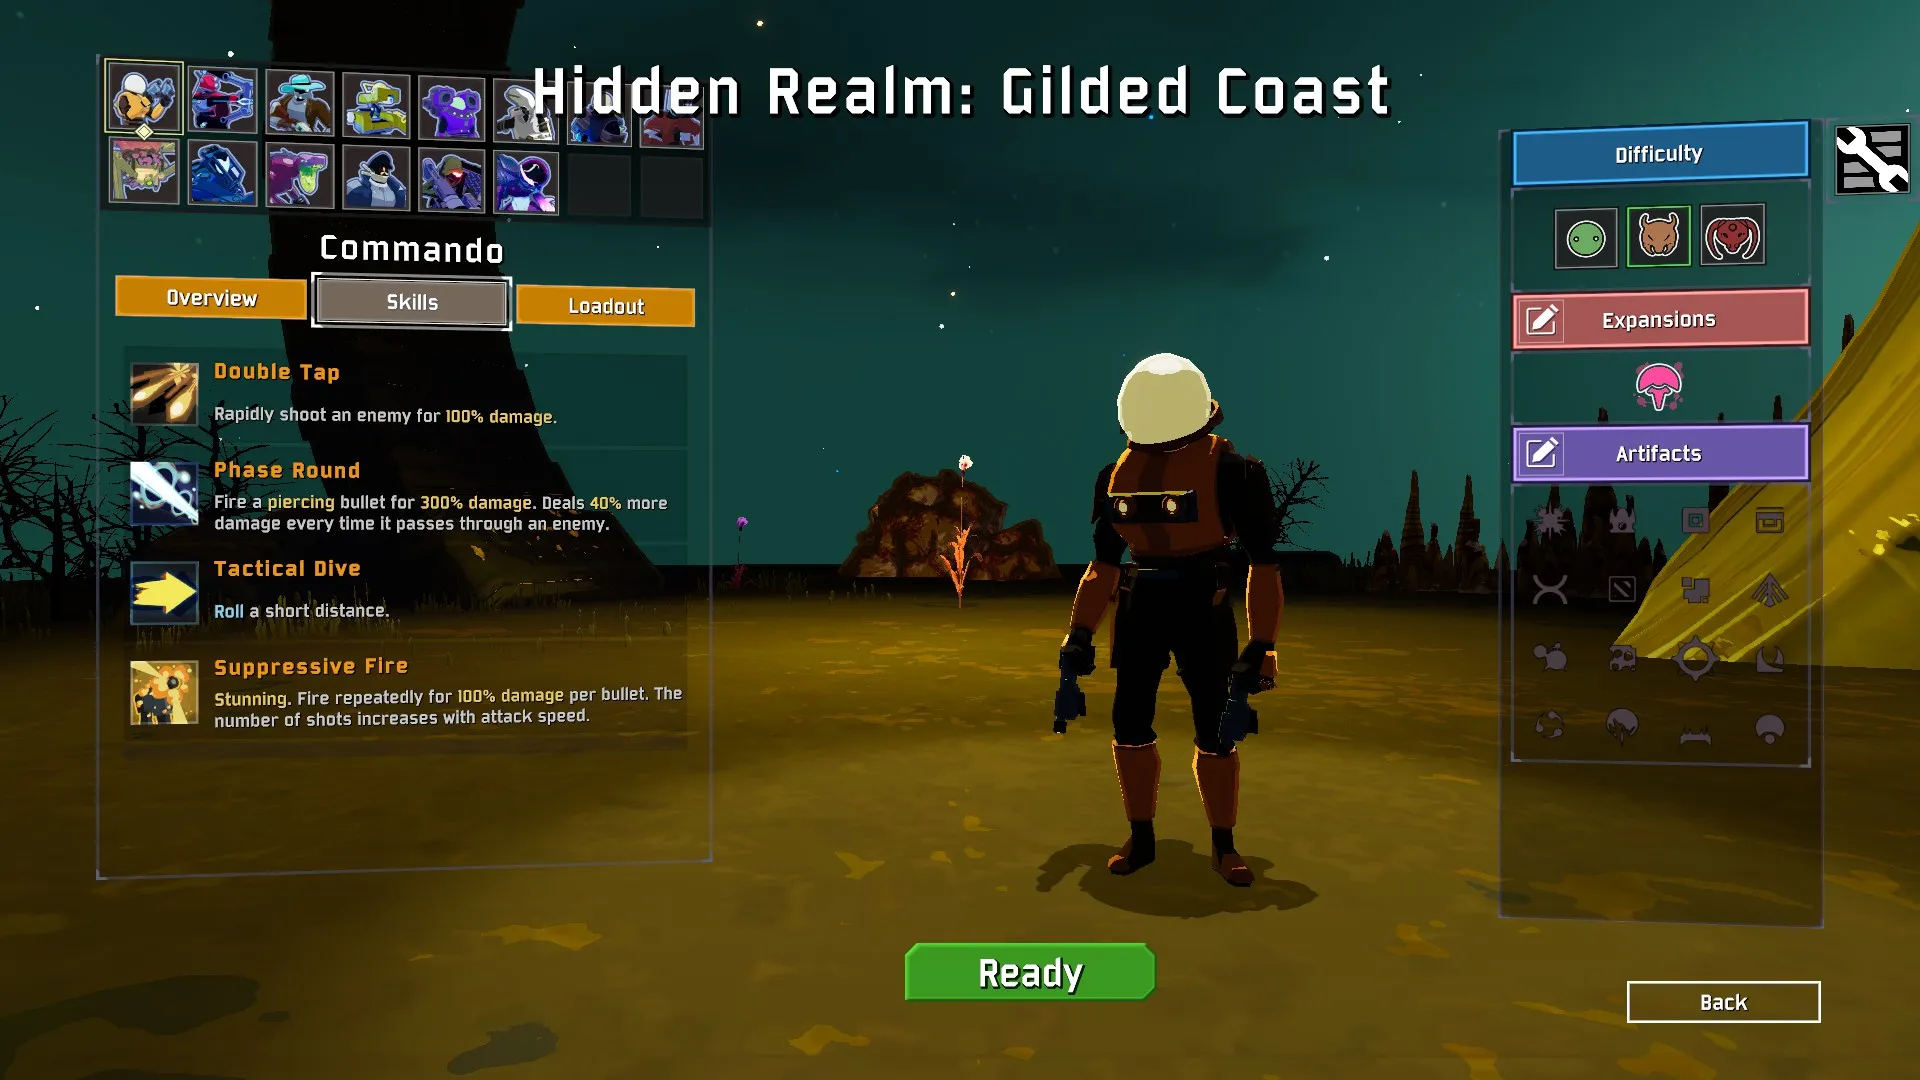 Hidden Realm: Gilded Coast
Commando
Overview
Skills
Loadout
Double Tap
Rapidly shoot an enemy for 100% damage.
Phase Round
Fire a piercing bullet for 300% damage. Deals 40% more
damage every time it passes through an enemy.
Tactical Dive
Roll a short distance.
Suppressive Fire
Stunning. Fire repeatedly for 100% damage per bullet. The
number of shots increases with attack speed.
Difficulty
Expansions
Artifacts
Ready
Back